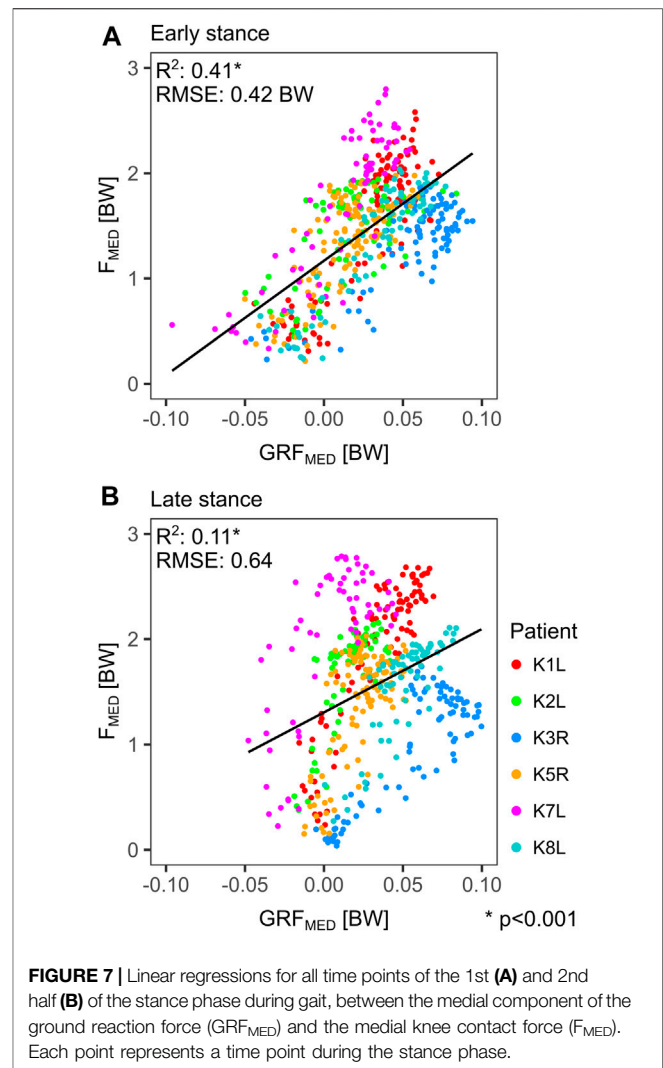 A Early stance
R²: 0.41*
RMSE: 0.42 BW
3
2
1
0
F_MED [BW]
-0.10 -0.05 0.00 0.05 0.10
GRF_MED [BW]
B Late stance
R²: 0.11*
RMSE: 0.64
3
2
1
0
F_MED [BW]
-0.10 -0.05 0.00 0.05 0.10
GRF_MED [BW]
Patient
K1L
K2L
K3R
K5R
K7L
K8L
* p<0.001
FIGURE 7 | Linear regressions for all time points of the 1st (A) and 2nd
half (B) of the stance phase during gait, between the medial component of the
ground reaction force (GRF_MED) and the medial knee contact force (F_MED).
Each point represents a time point during the stance phase.